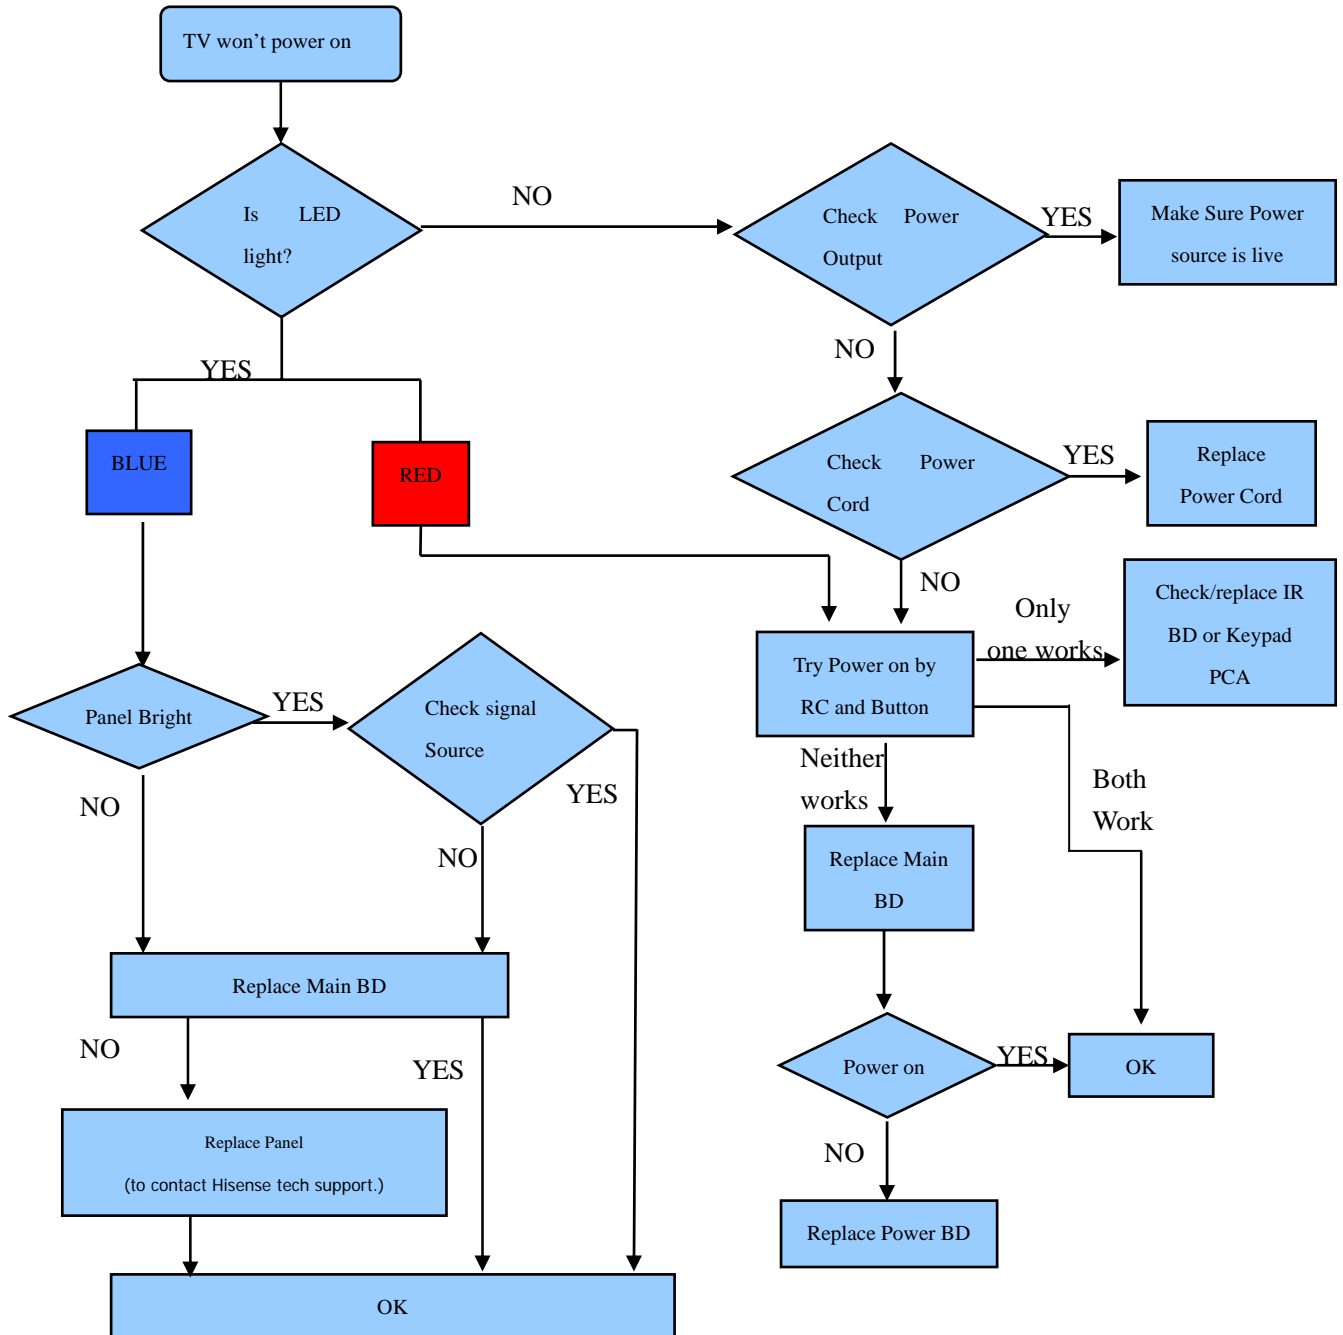 TV won’t power on
Is LED
light?
NO
Check Power
Output
YES
Make Sure Power
source is live
YES
NO
BLUE
RED
Check Power
Cord
YES
Replace
Power Cord
NO
Only
one works
Check/replace IR
BD or Keypad
PCA
Try Power on by
RC and Button
Panel Bright
YES
Check signal
Source
YES
NO
NO
Neither
works
Both
Work
Replace Main
BD
Replace Main BD
NO
YES
Power on
YES
OK
NO
Replace Panel
(to contact Hisense tech support.)
Replace Power BD
OK